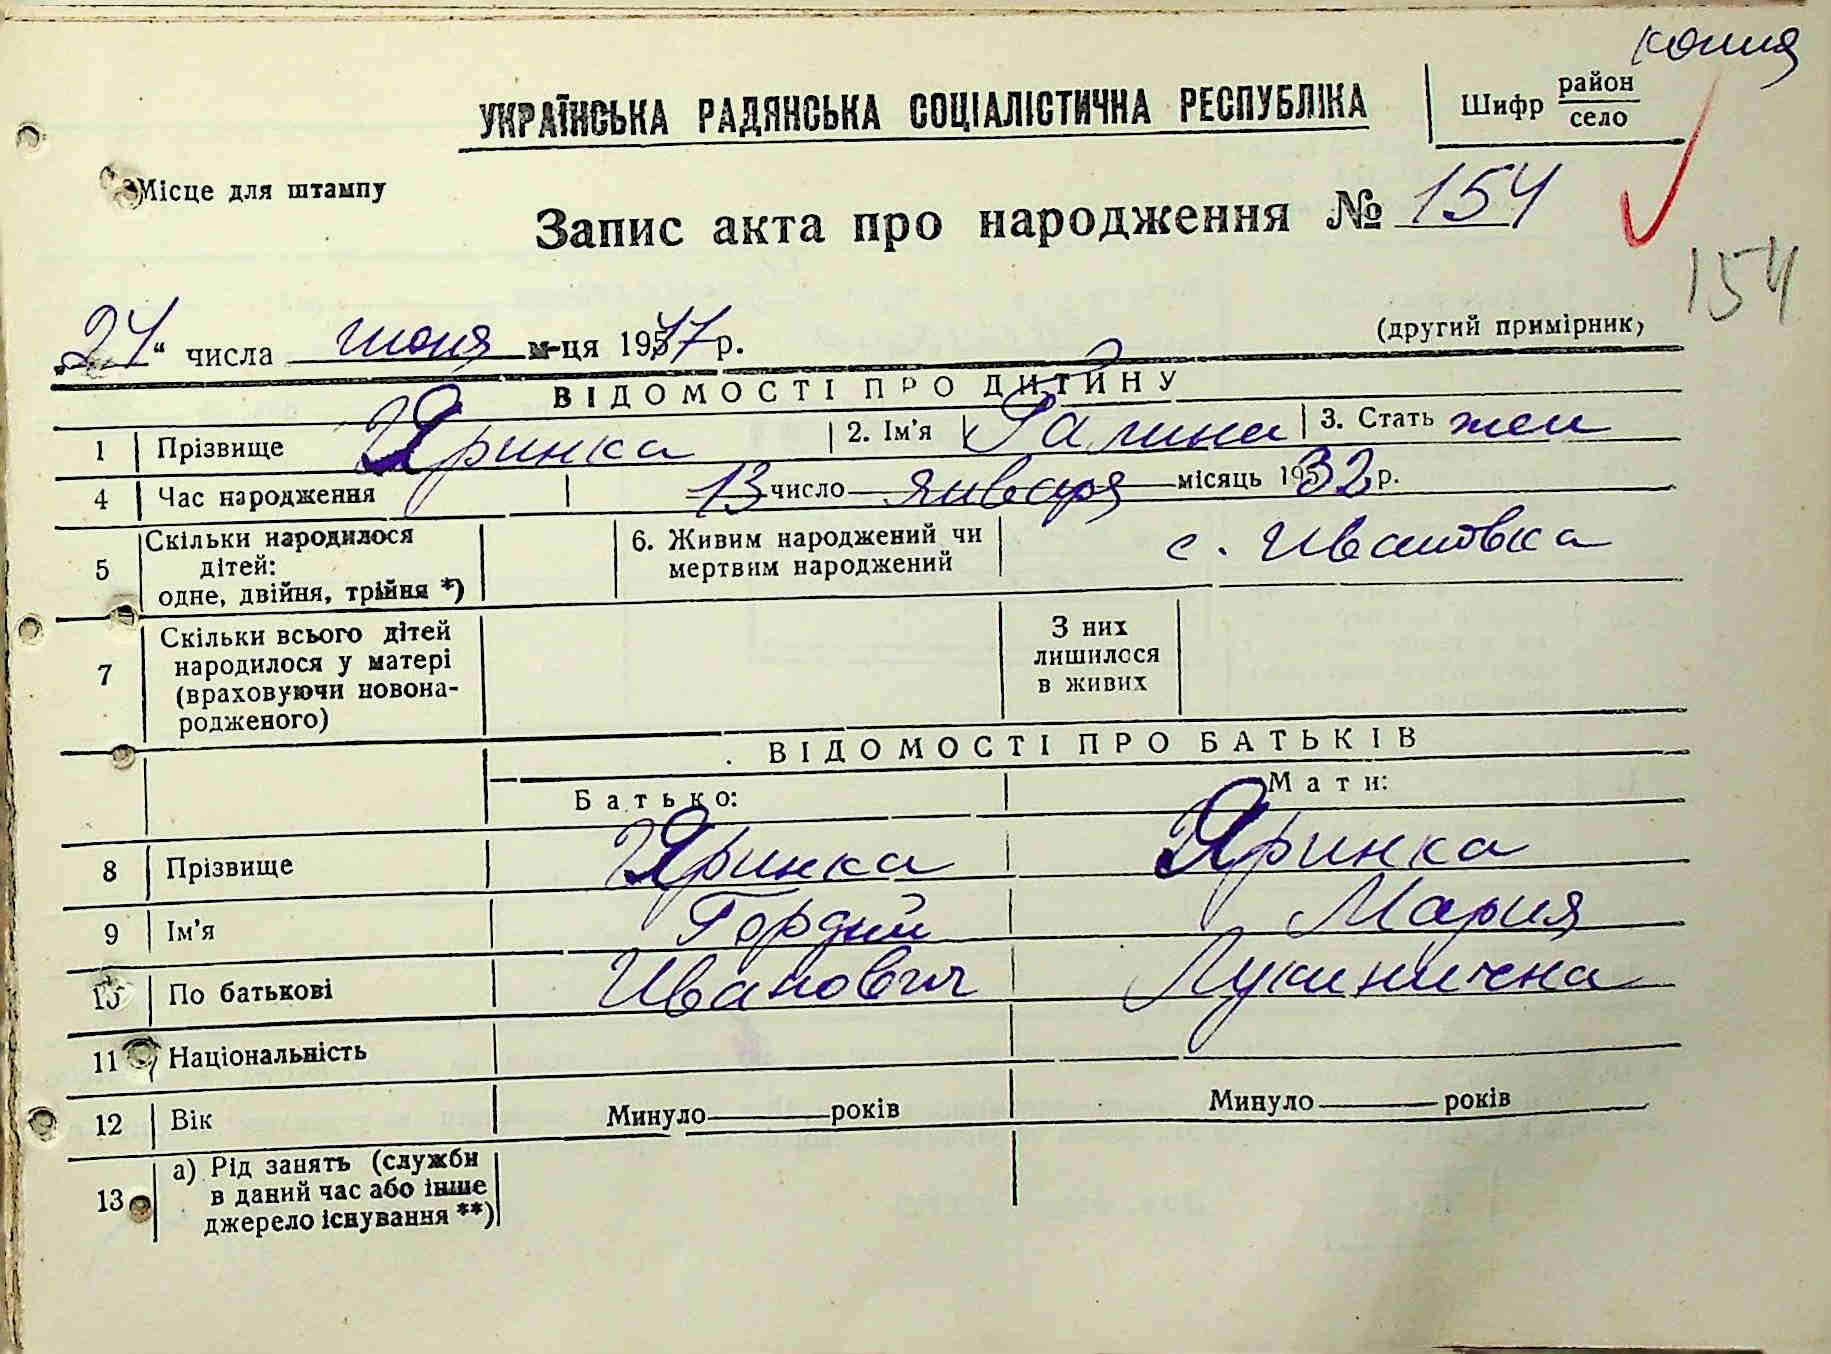 копия
УКРАЇНСЬКА РАДЯНСЬКА СОЦІАЛІСТИЧНА РЕСПУБЛІКА
Шифр район
село
Місце для штампу
Запис акта про народження № 154
154
„24“ числа июня м-ця 1947 р.
(другий примірник)
ВІДОМОСТІ ПРО ДИТИНУ
1 Прізвище Яринка 2. Ім'я Галина 3. Стать жен
4 Час народження 13 число января місяць 1932 р.
5 Скільки народилося дітей: одне, двійня, трійня *) 6. Живим народжений чи мертвим народжений с. Ивановка
7 Скільки всього дітей народилося у матері (враховуючи новонародженого) З них лишилося в живих
ВІДОМОСТІ ПРО БАТЬКІВ
Батько: Мати:
8 Прізвище Яринка Яринка
9 Ім'я Гордий Мария
10 По батькові Иванович Лукинична
11 Національність
12 Вік Минуло років Минуло років
13 а) Рід занять (служби в даний час або інше джерело існування **)